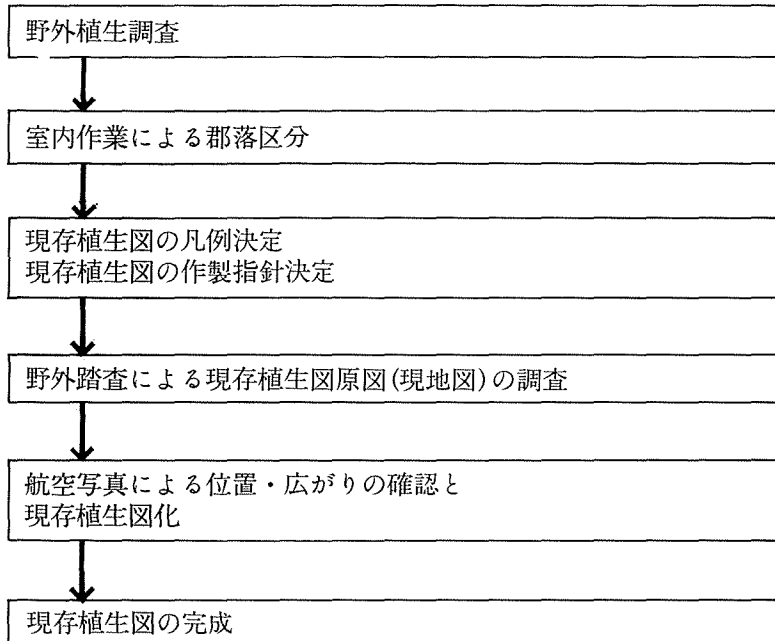 野外植生調査
室内作業による郡落区分
現存植生図の凡例決定
現存植生図の作製指針決定
野外踏査による現存植生図原図(現地図)の調査
航空写真による位置・広がりの確認と
現存植生図化
現存植生図の完成